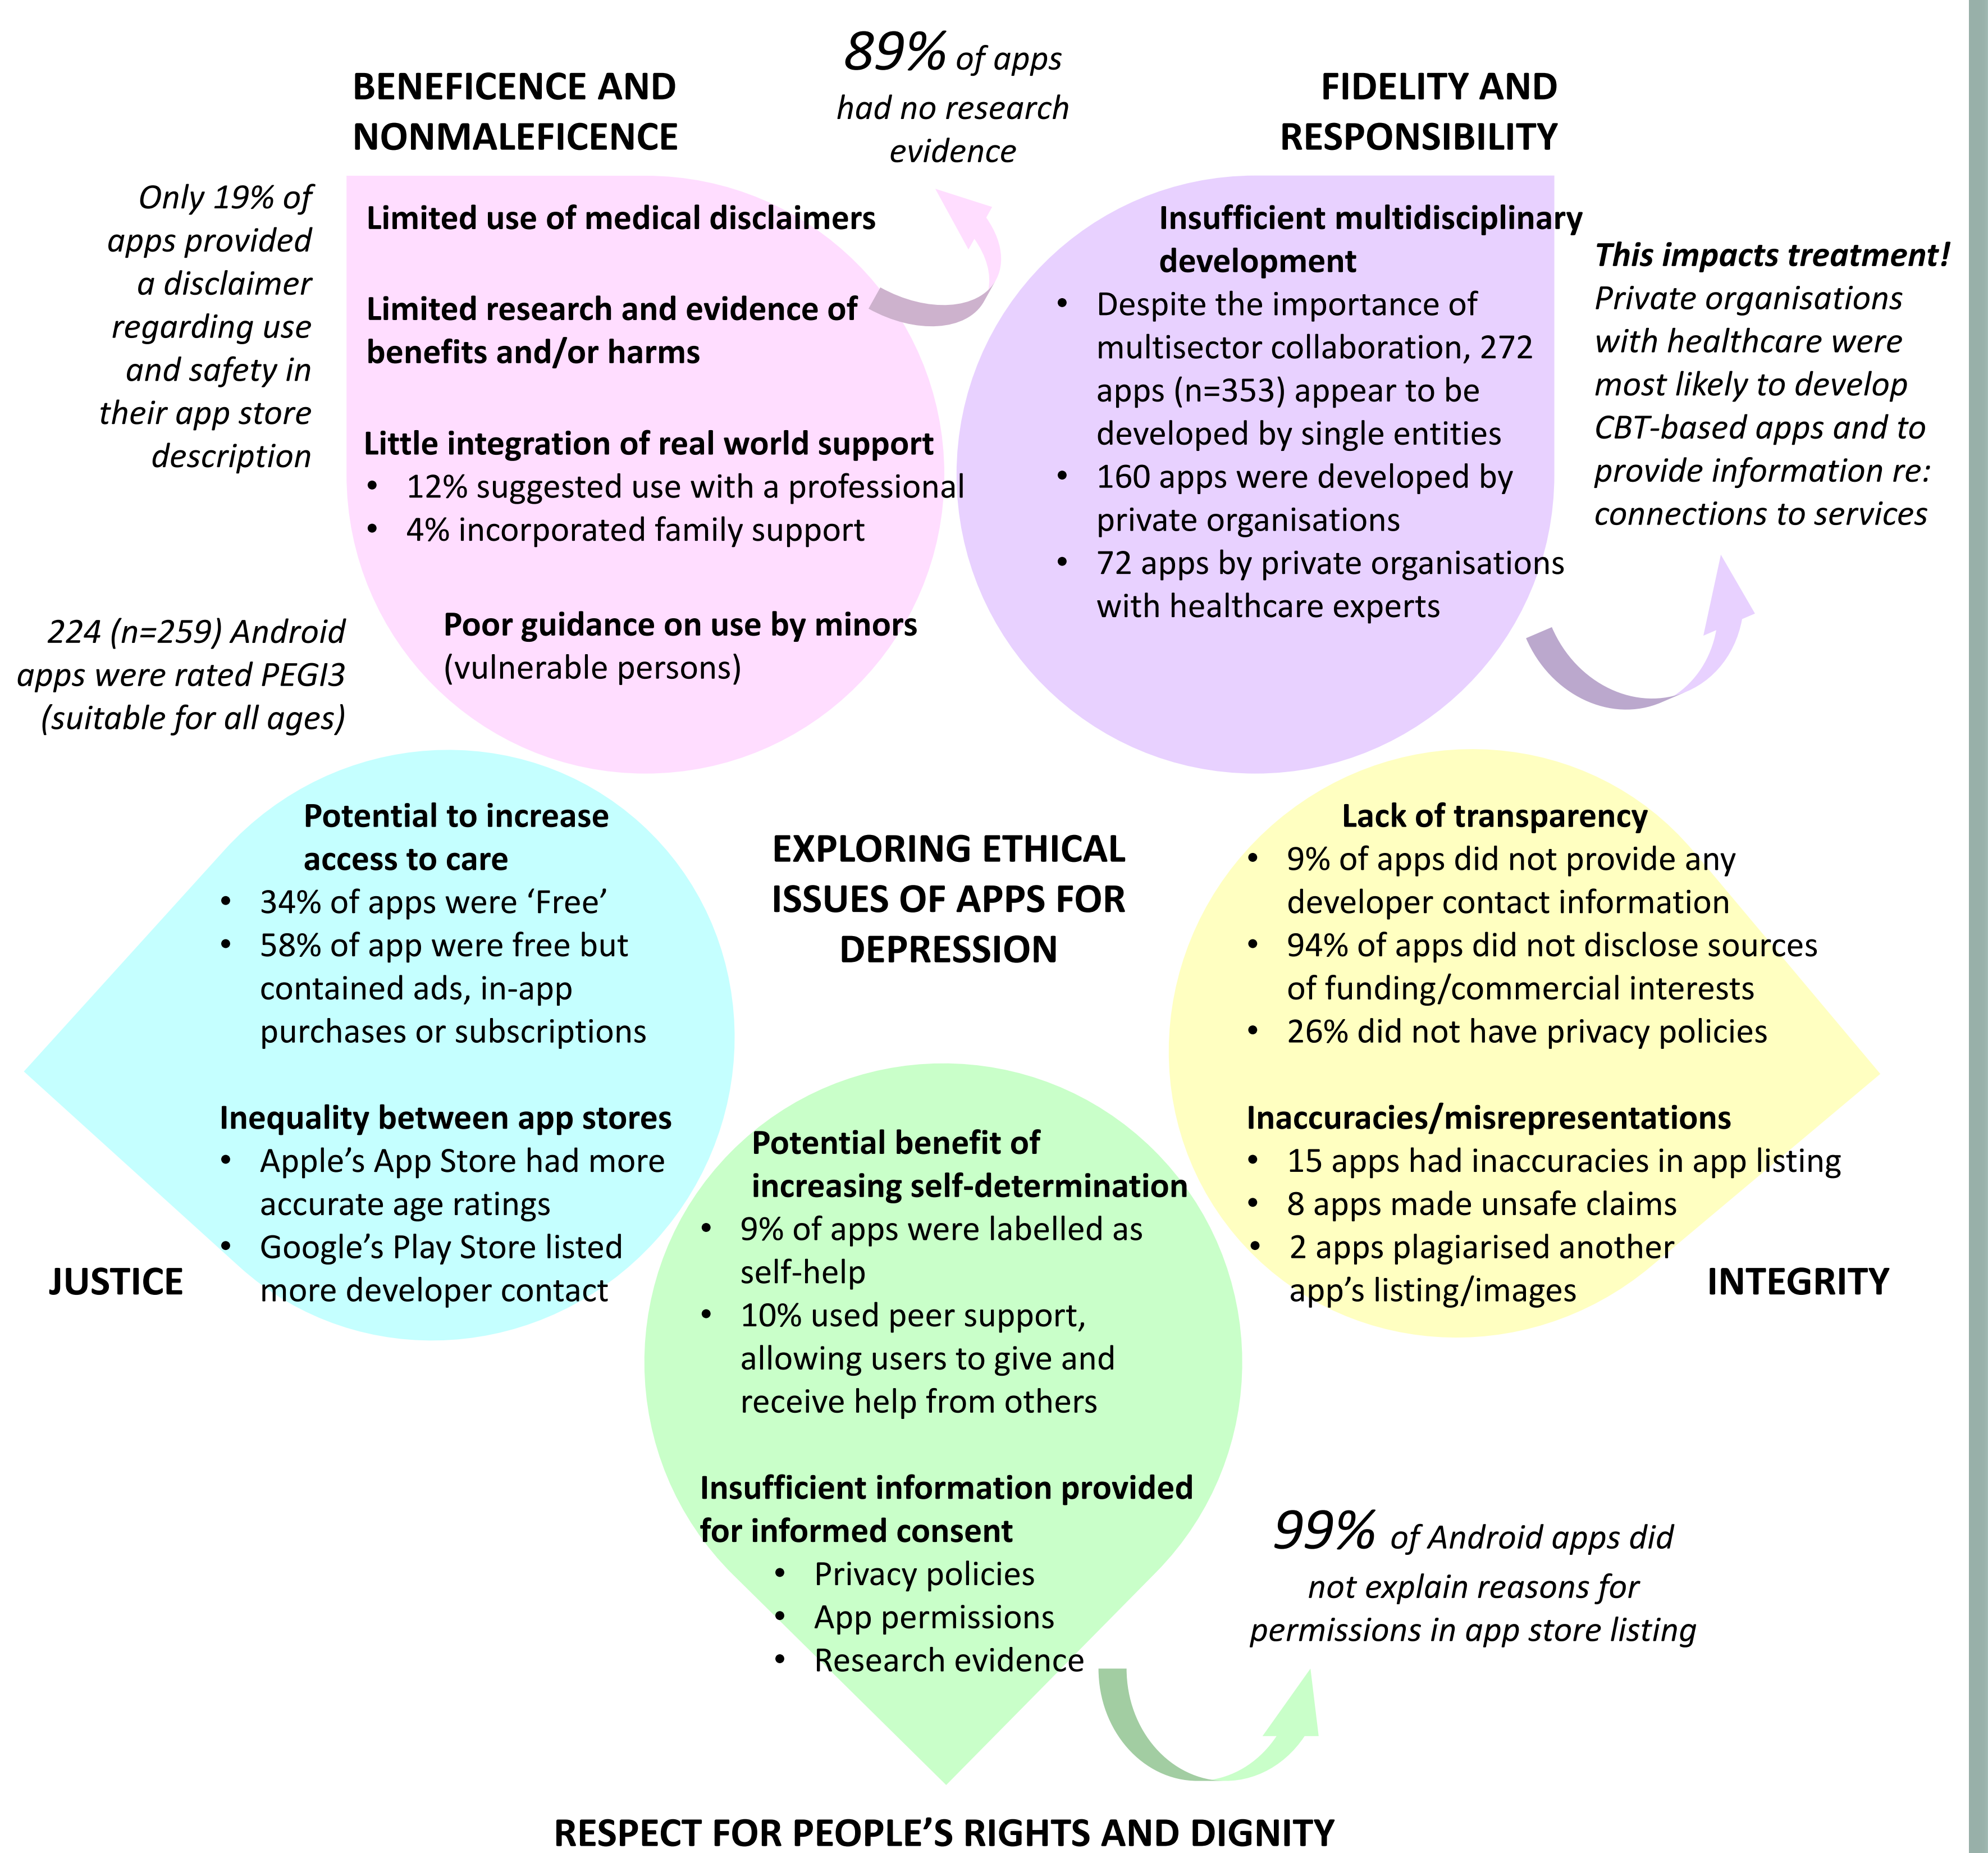 BENEFICENCE AND
NONMALEFICENCE
89% of apps
had no research
evidence
FIDELITY AND
RESPONSIBILITY
Only 19% of
apps provided
a disclaimer
regarding use
and safety in
their app store
description
Limited use of medical disclaimers
Limited research and evidence of
benefits and/or harms
Little integration of real world support
• 12% suggested use with a professional
• 4% incorporated family support
Poor guidance on use by minors
(vulnerable persons)
224 (n=259) Android
apps were rated PEGI3
(suitable for all ages)
Insufficient multidisciplinary
development
• Despite the importance of
multisector collaboration, 272
apps (n=353) appear to be
developed by single entities
• 160 apps were developed by
private organisations
• 72 apps by private organisations
with healthcare experts
This impacts treatment!
Private organisations
with healthcare were
most likely to develop
CBT-based apps and to
provide information re:
connections to services
Potential to increase
access to care
• 34% of apps were ‘Free’
• 58% of app were free but
contained ads, in-app
purchases or subscriptions
Inequality between app stores
• Apple’s App Store had more
accurate age ratings
• Google’s Play Store listed
more developer contact
JUSTICE
EXPLORING ETHICAL
ISSUES OF APPS FOR
DEPRESSION
Lack of transparency
• 9% of apps did not provide any
developer contact information
• 94% of apps did not disclose sources
of funding/commercial interests
• 26% did not have privacy policies
Inaccuracies/misrepresentations
• 15 apps had inaccuracies in app listing
• 8 apps made unsafe claims
• 2 apps plagiarised another
app’s listing/images
INTEGRITY
Potential benefit of
increasing self-determination
• 9% of apps were labelled as
self-help
• 10% used peer support,
allowing users to give and
receive help from others
Insufficient information provided
for informed consent
• Privacy policies
• App permissions
• Research evidence
99% of Android apps did
not explain reasons for
permissions in app store listing
RESPECT FOR PEOPLE’S RIGHTS AND DIGNITY